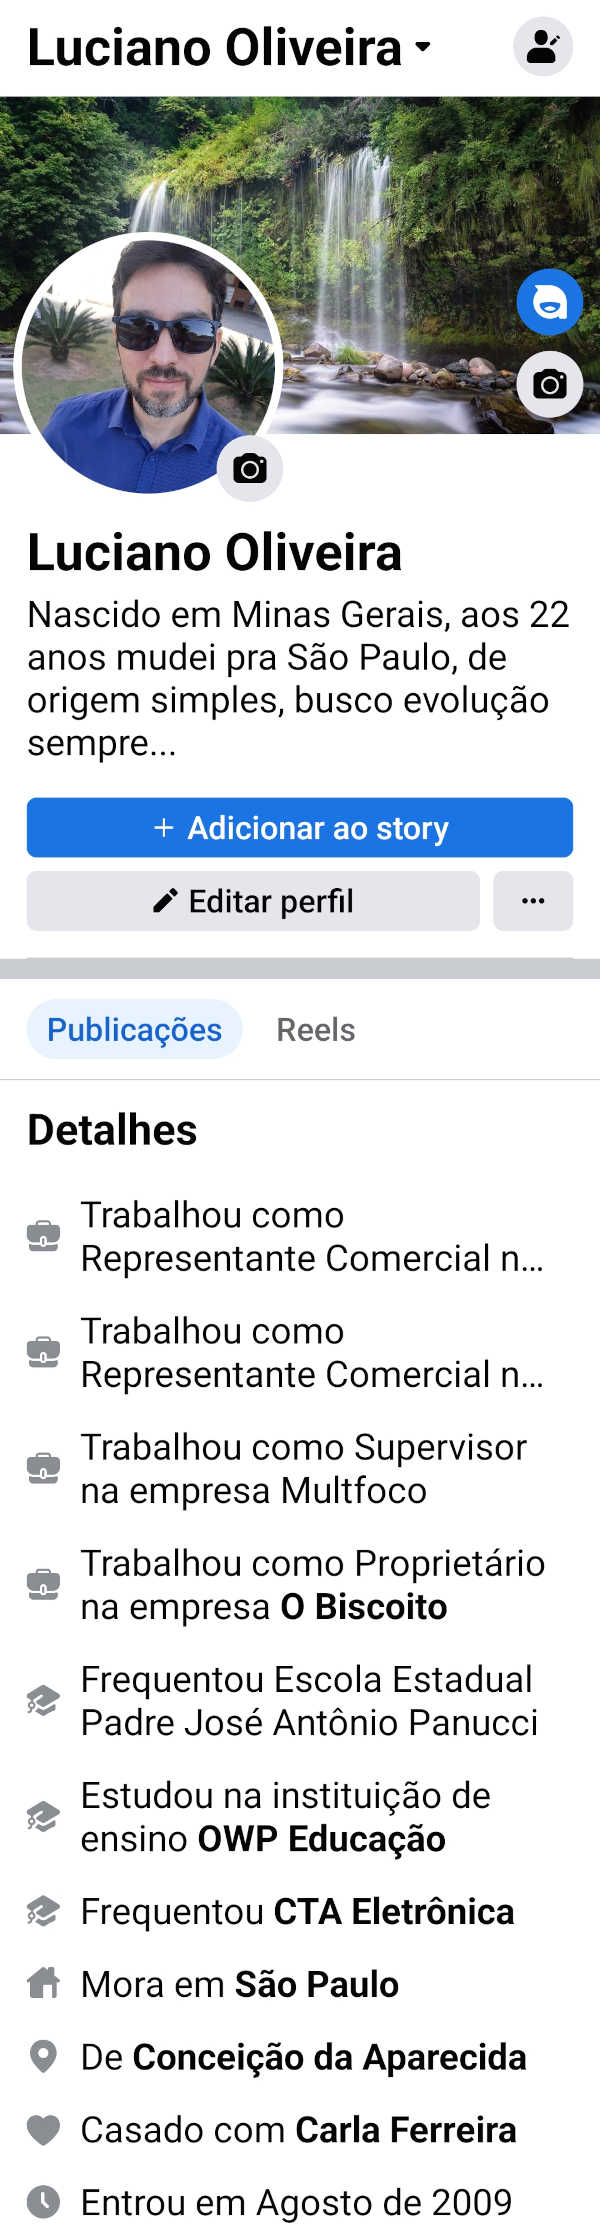 Luciano Oliveira
Luciano Oliveira
Nascido em Minas Gerais, aos 22
anos mudei pra São Paulo, de
origem simples, busco evolução
sempre...
+ Adicionar ao story
Editar perfil
Publicações Reels
Detalhes
Trabalhou como
Representante Comercial n...
Trabalhou como
Representante Comercial n...
Trabalhou como Supervisor
na empresa Multfoco
Trabalhou como Proprietário
na empresa O Biscoito
Frequentou Escola Estadual
Padre José Antônio Panucci
Estudou na instituição de
ensino OWP Educação
Frequentou CTA Eletrônica
Mora em São Paulo
De Conceição da Aparecida
Casado com Carla Ferreira
Entrou em Agosto de 2009